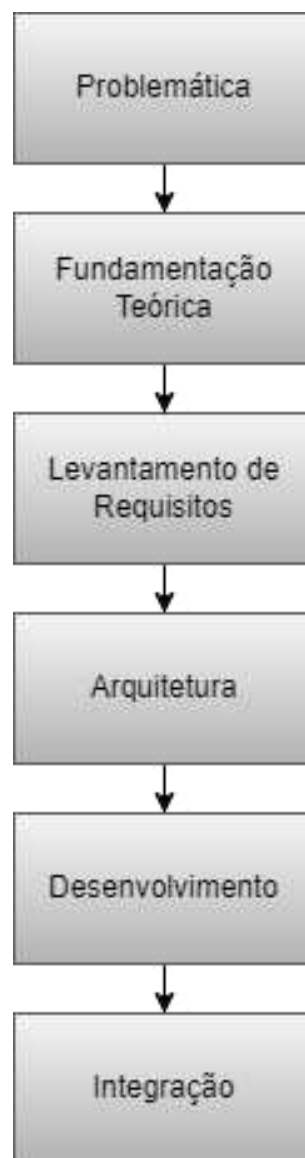 Problemática
Fundamentação
Teórica
Levantamento de
Requisitos
Arquitetura
Desenvolvimento
Integração